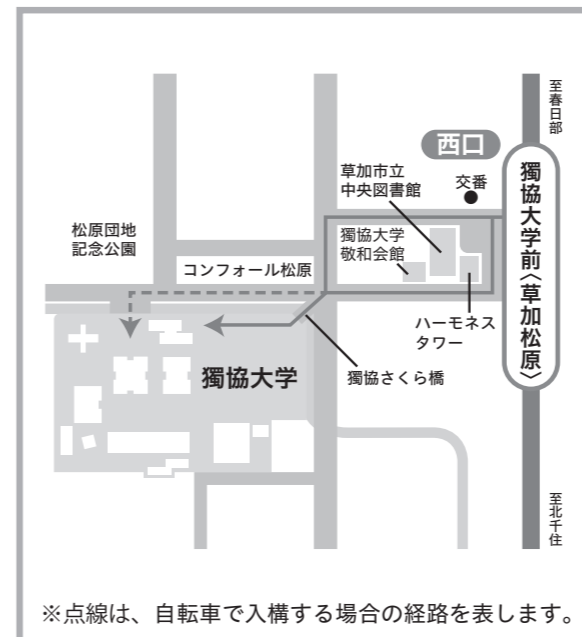 至春日部
西口
草加市立
中央図書館
交番
獨協大学前〈草加松原〉
松原団地
記念公園
獨協大学
敬和会館
コンフォール松原
ハーモネス
タワー
獨協大学
獨協さくら橋
至北千住
※点線は、自転車で入構する場合の経路を表します。